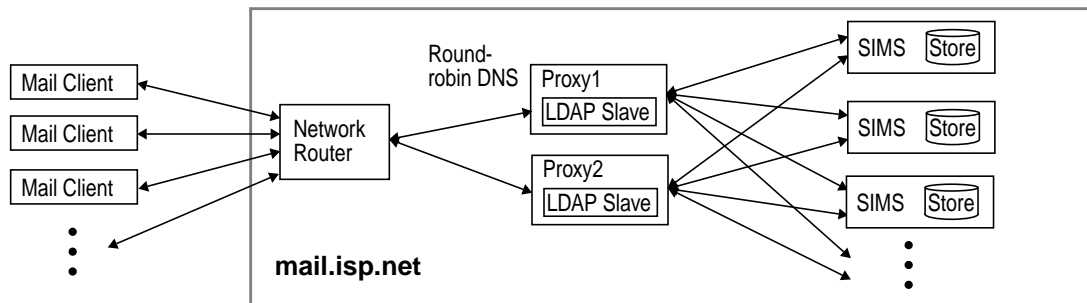 Mail Client
Mail Client
Mail Client
Network
Router
Round-
robin DNS
Proxy1
LDAP Slave
Proxy2
LDAP Slave
SIMS Store
SIMS Store
SIMS Store
mail.isp.net